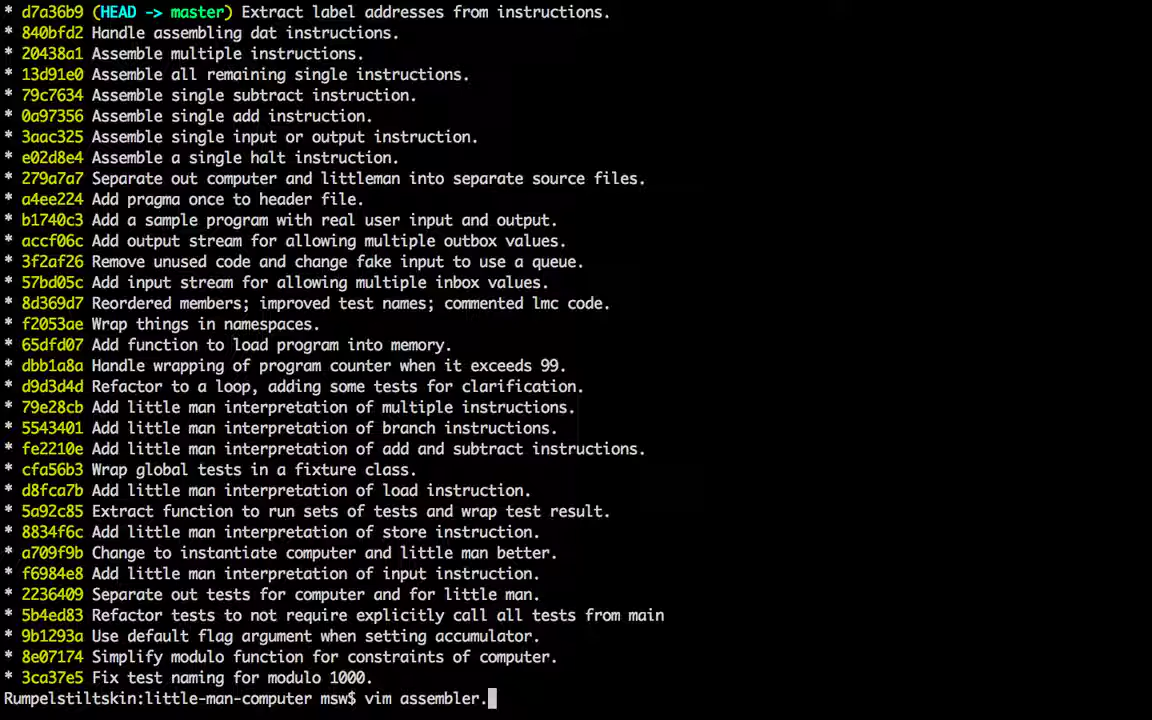 * d7a36b9 (HEAD -> master) Extract label addresses from instructions.
* 840bfd2 Handle assembling dat instructions.
* 20438a1 Assemble multiple instructions.
* 13d91e0 Assemble all remaining single instructions.
* 79c7634 Assemble single subtract instruction.
* 0a97356 Assemble single add instruction.
* 3aac325 Assemble single input or output instruction.
* e02d8e4 Assemble a single halt instruction.
* 279a7a7 Separate out computer and littleman into separate source files.
* a4ee224 Add pragma once to header file.
* b1740c3 Add a sample program with real user input and output.
* accf06c Add output stream for allowing multiple outbox values.
* 3f2af26 Remove unused code and change fake input to use a queue.
* 57bd05c Add input stream for allowing multiple inbox values.
* 8d369d7 Reordered members; improved test names; commented lmc code.
* f2053ae Wrap things in namespaces.
* 65dfd07 Add function to load program into memory.
* dbb1a8a Handle wrapping of program counter when it exceeds 99.
* d9d3d4d Refactor to a loop, adding some tests for clarification.
* 79e28cb Add little man interpretation of multiple instructions.
* 5543401 Add little man interpretation of branch instructions.
* fe2210e Add little man interpretation of add and subtract instructions.
* cfa56b3 Wrap global tests in a fixture class.
* d8fca7b Add little man interpretation of load instruction.
* 5a92c85 Extract function to run sets of tests and wrap test result.
* 8834f6c Add little man interpretation of store instruction.
* a709f9b Change to instantiate computer and little man better.
* f6984e8 Add little man interpretation of input instruction.
* 2236409 Separate out tests for computer and for little man.
* 5b4ed83 Refactor tests to not require explicitly call all tests from main
* 9b1293a Use default flag argument when setting accumulator.
* 8e07174 Simplify modulo function for constraints of computer.
* 3ca37e5 Fix test naming for modulo 1000.
Rumpelstiltskin:little-man-computer msw$ vim assembler.